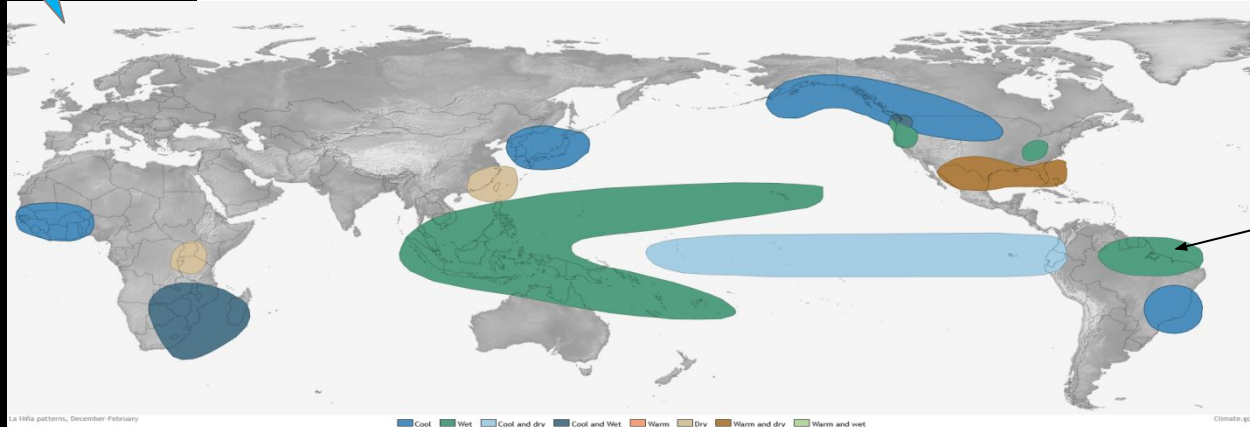 La Niña patterns, December-February
Cool Wet Cool and dry Cool and Wet Warm Dry Warm and dry Warm and wet
Climate.go